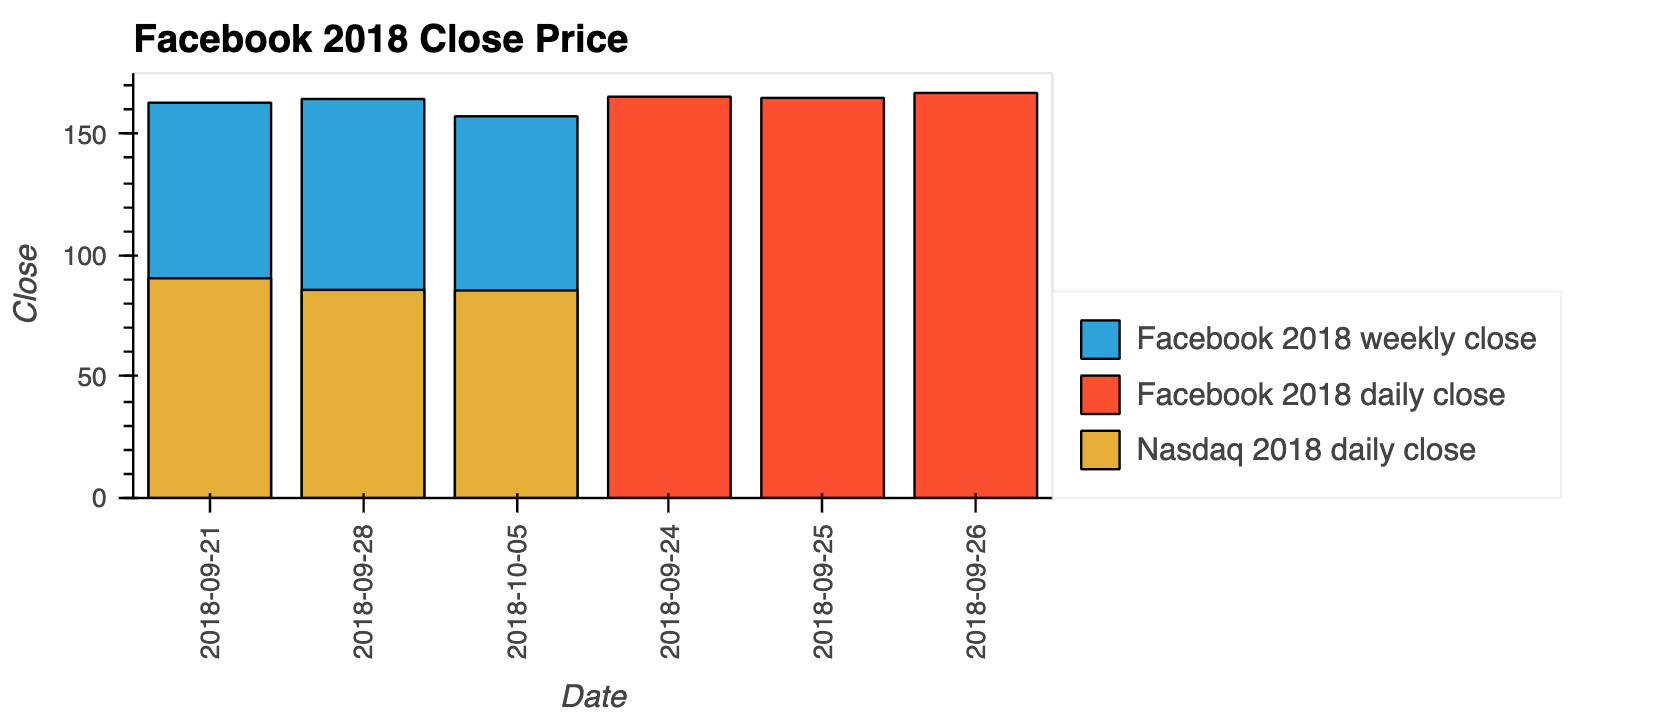 Facebook 2018 Close Price
Close
150
100
50
0
2018-09-21
2018-09-28
2018-10-05
2018-09-24
2018-09-25
2018-09-26
Date
Facebook 2018 weekly close
Facebook 2018 daily close
Nasdaq 2018 daily close